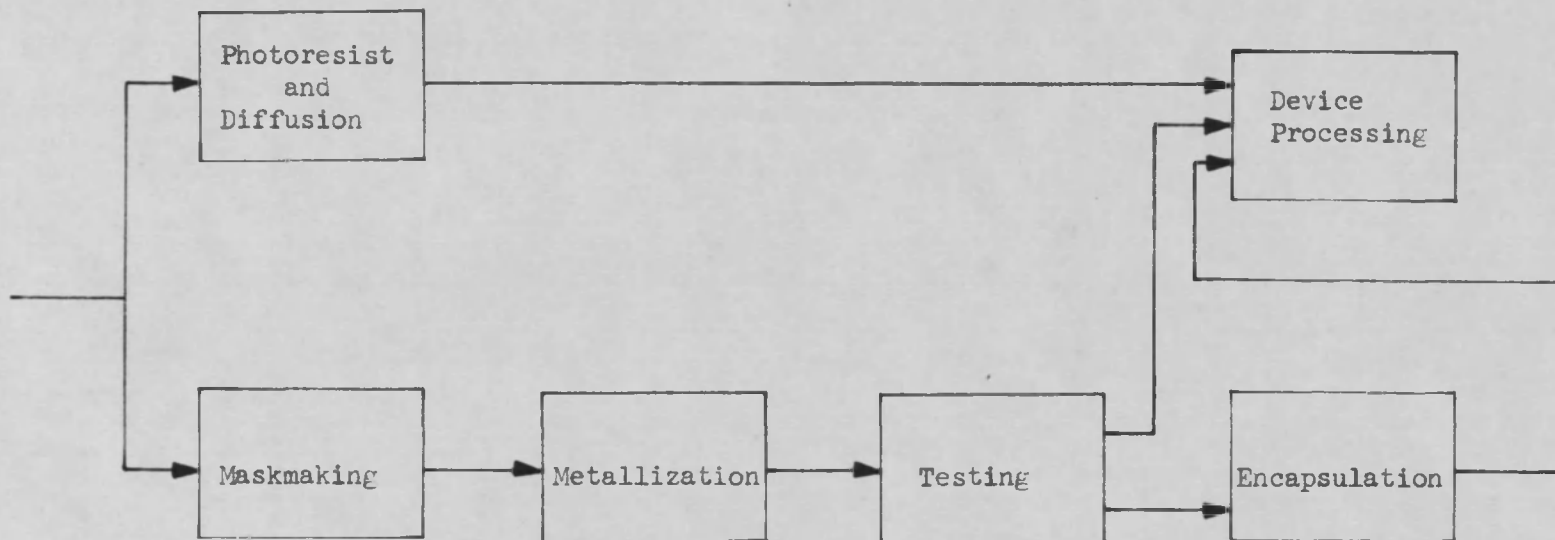 Photoresist
and
Diffusion
Device
Processing
Maskmaking
Metallization
Testing
Encapsulation